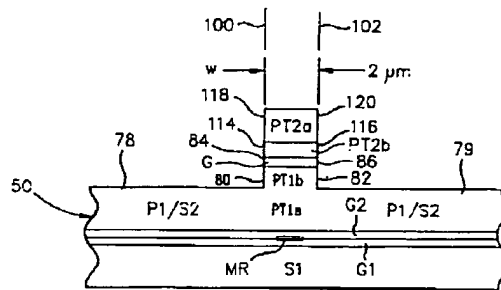 100 102
w 2 µm
118 120
PT2a
114 116
84 PT2b
G 86
78 80 PT1b 82 79
50 P1/S2 PT1a G2 P1/S2
MR S1 G1